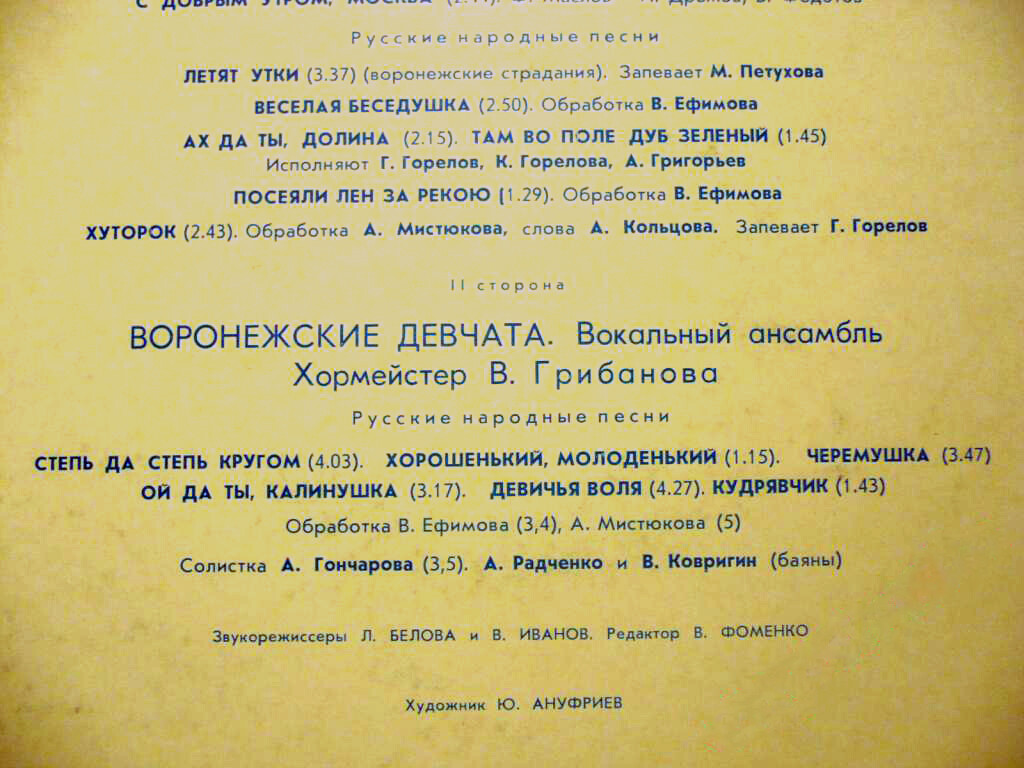 С ДОБРЫМ УТРОМ, МОСКВА
Русские народные песни
ЛЕТЯТ УТКИ (3.37) (воронежские страдания). Запевает М. Петухова
ВЕСЕЛАЯ БЕСЕДУШКА (2.50). Обработка В. Ефимова
АХ ДА ТЫ, ДОЛИНА (2.15). ТАМ ВО ПОЛЕ ДУБ ЗЕЛЕНЫЙ (1.45)
Исполняют Г. Горелов, К. Горелова, А. Григорьев
ПОСЕЯЛИ ЛЕН ЗА РЕКОЮ (1.29). Обработка В. Ефимова
ХУТОРОК (2.43). Обработка А. Мистюкова, слова А. Кольцова. Запевает Г. Горелов
II сторона
ВОРОНЕЖСКИЕ ДЕВЧАТА. Вокальный ансамбль
Хормейстер В. Грибанова
Русские народные песни
СТЕПЬ ДА СТЕПЬ КРУГОМ (4.03). ХОРОШЕНЬКИЙ, МОЛОДЕНЬКИЙ (1.15). ЧЕРЕМУШКА (3.47)
ОЙ ДА ТЫ, КАЛИНУШКА (3.17). ДЕВИЧЬЯ ВОЛЯ (4.27). КУДРЯВЧИК (1.43)
Обработка В. Ефимова (3,4), А. Мистюкова (5)
Солистка А. Гончарова (3,5). А. Радченко и В. Ковригин (баяны)
Звукорежиссеры Л. БЕЛОВА и В. ИВАНОВ. Редактор В. ФОМЕНКО
Художник Ю. АНУФРИЕВ